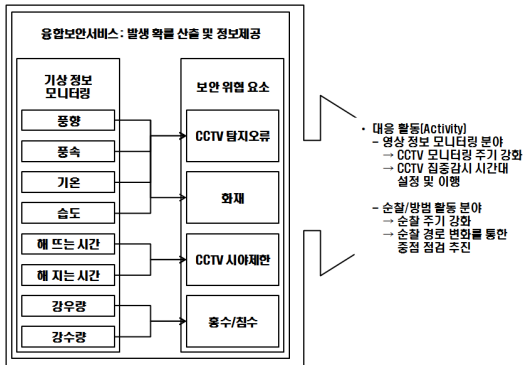 융합보안서비스 : 발생 확률 산출 및 정보제공
기상 정보
모니터링
풍향
풍속
기온
습도
해 뜨는 시간
해 지는 시간
강우량
강수량
보안 위협 요소
CCTV 탐지오류
화재
CCTV 시야제한
홍수/침수
• 대응 활동(Activity)
– 영상 정보 모니터링 분야
→ CCTV 모니터링 주기 강화
→ CCTV 집중감시 시간대
설정 및 이행
– 순찰/방범 활동 분야
→ 순찰 주기 강화
→ 순찰 경로 변화를 통한
중점 점검 추진